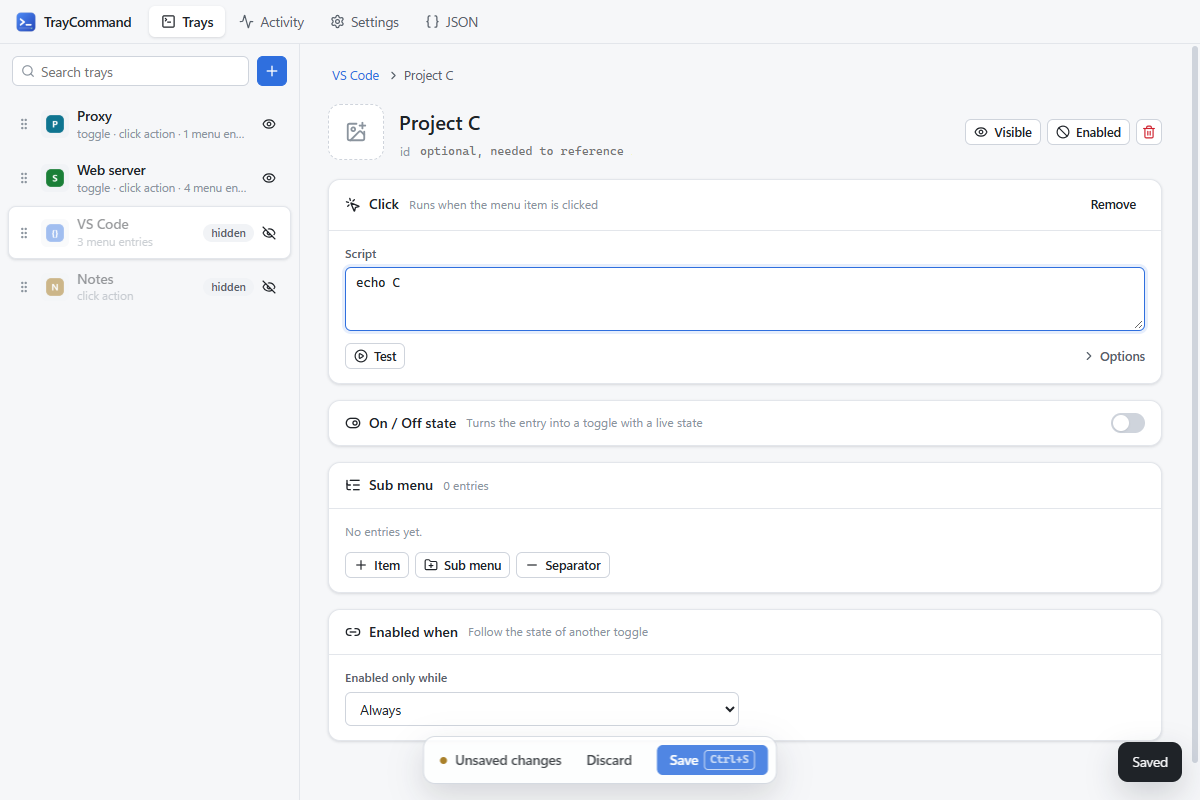 TrayCommand
Trays
Activity
Settings
{ } JSON
Search trays
P
Proxy
toggle · click action · 1 menu en...
S
Web server
toggle · click action · 4 menu en...
{}
VS Code
3 menu entries
hidden
N
Notes
click action
hidden
VS Code > Project C
Project C
id optional, needed to reference
Visible
Enabled
Click Runs when the menu item is clicked
Remove
Script
echo C
Test
Options
On / Off state Turns the entry into a toggle with a live state
Sub menu 0 entries
No entries yet.
Item
Sub menu
Separator
Enabled when Follow the state of another toggle
Enabled only while
Always
Unsaved changes
Discard
Save Ctrl+S
Saved